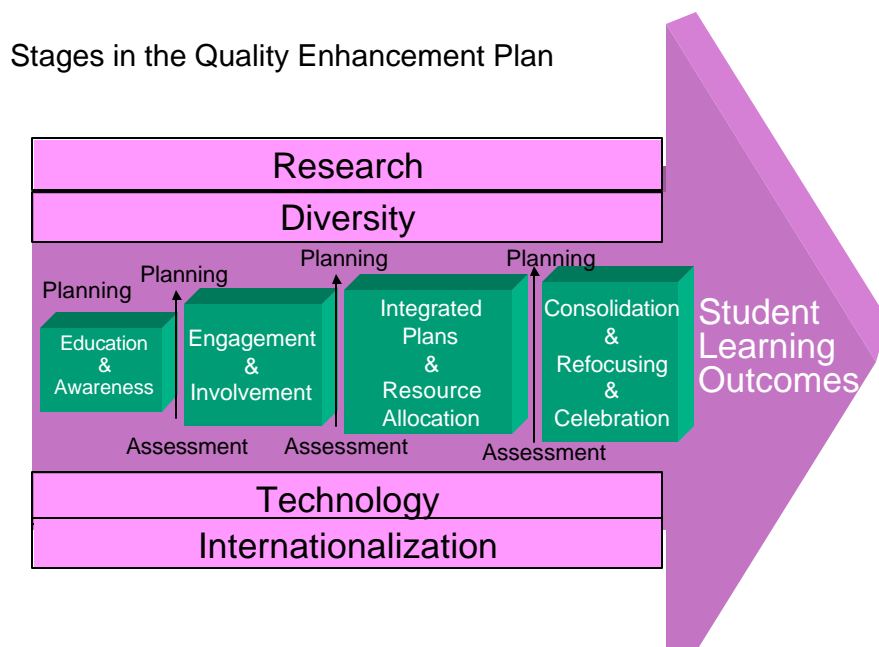 Stages in the Quality Enhancement Plan
Research
Diversity
Planning
Planning
Planning
Planning
Education
&
Awareness
Engagement
&
Involvement
Integrated
Plans
&
Resource
Allocation
Consolidation
&
Refocusing
&
Celebration
Student
Learning
Outcomes
Assessment
Assessment
Assessment
Technology
Internationalization